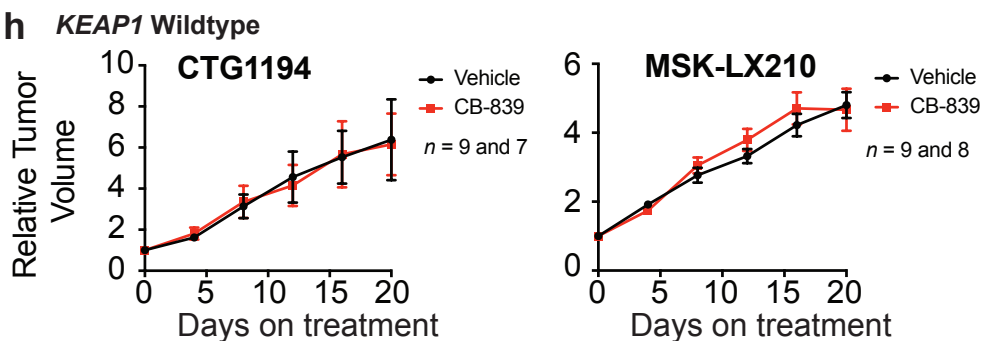 h KEAP1 Wildtype
Relative Tumor
Volume
10
8
6
4
2
0
CTG1194
Vehicle
CB-839
n = 9 and 7
0 5 10 15 20
Days on treatment
6
4
2
0
MSK-LX210
Vehicle
CB-839
n = 9 and 8
0 5 10 15 20
Days on treatment